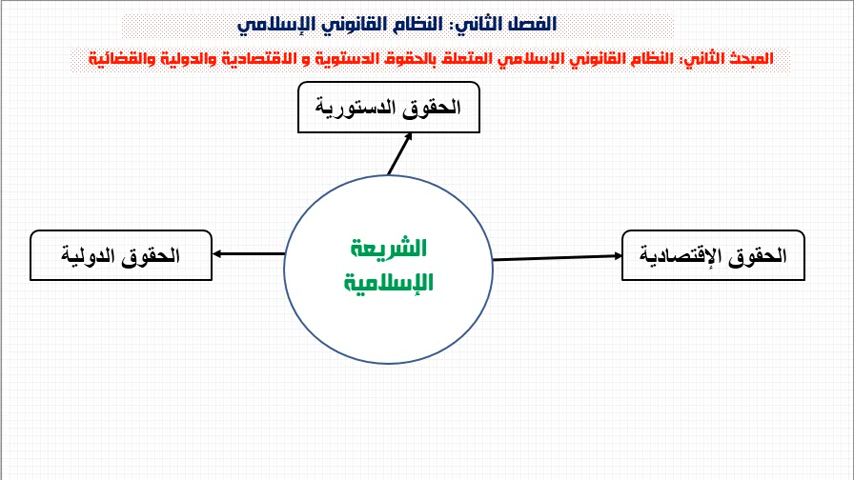 الفصل الثاني: النظام القانوني الإسلامي
المبحث الثاني: النظام القانوني الإسلامي المتعلق بالحقوق الدستوية و الاقتصادية والدولية والقضائية
الحقوق الدستورية
الحقوق الإقتصادية
الشريعة
الإسلامية
الحقوق الدولية